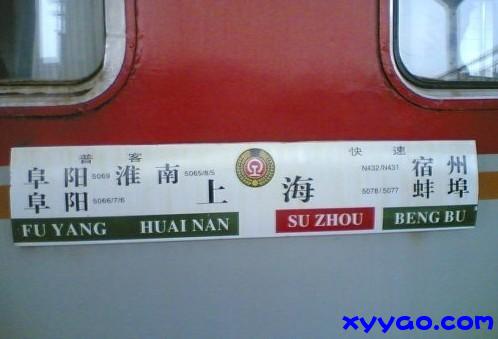 普客 快速
阜阳 5069 淮南 5065/8/5 N432/N431 宿州
阜阳 5066/7/6 上海 5078/5077 蚌埠
FU YANG HUAI NAN SU ZHOU BENG BU
xyyao.com